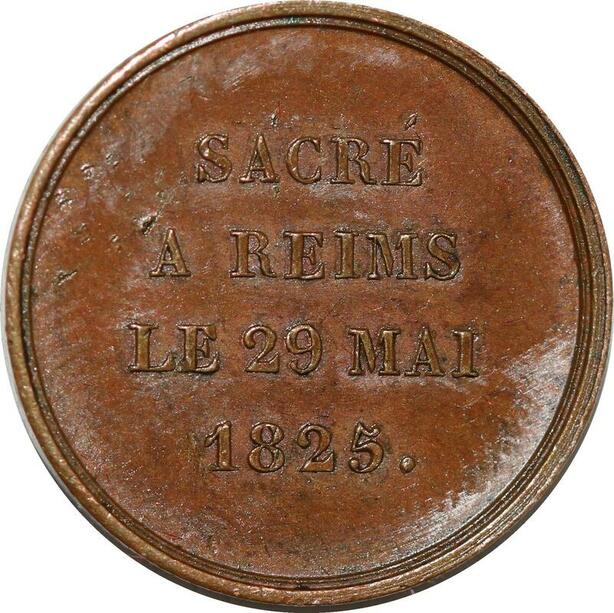 SACRÉ
A REIMS
LE 29 MAI
1825.